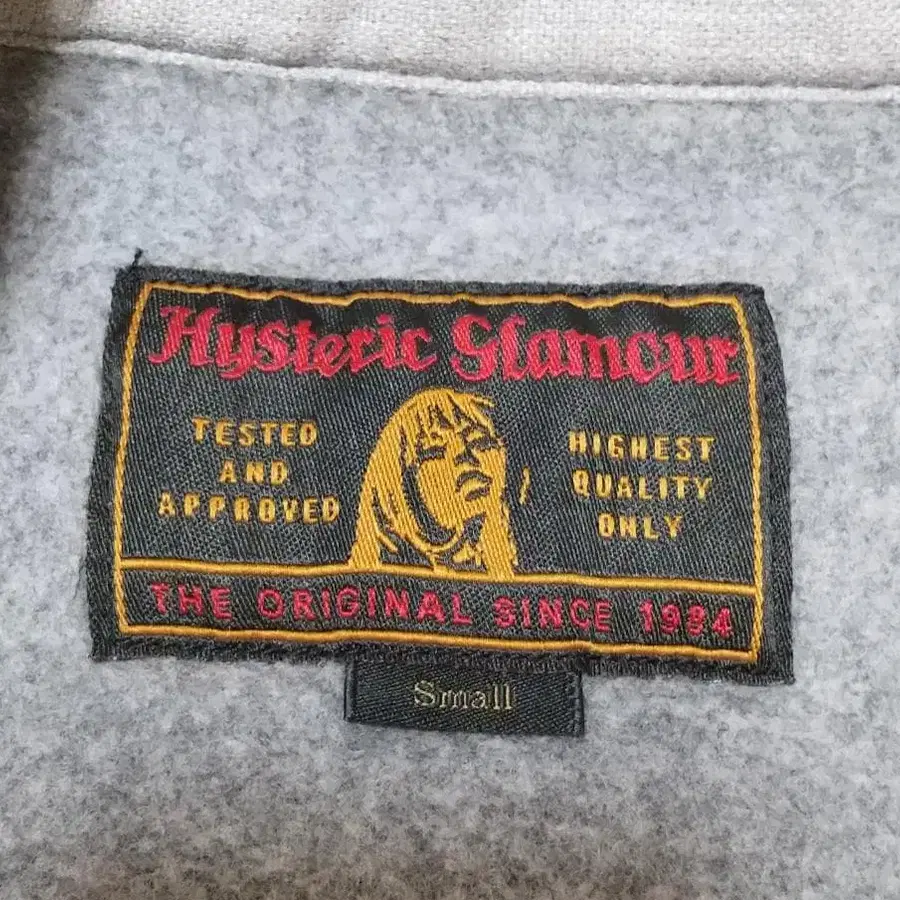 Hysteric Glamour
TESTED
AND
APPROVED
HIGHEST
QUALITY
ONLY
THE ORIGINAL SINCE 1984
Small